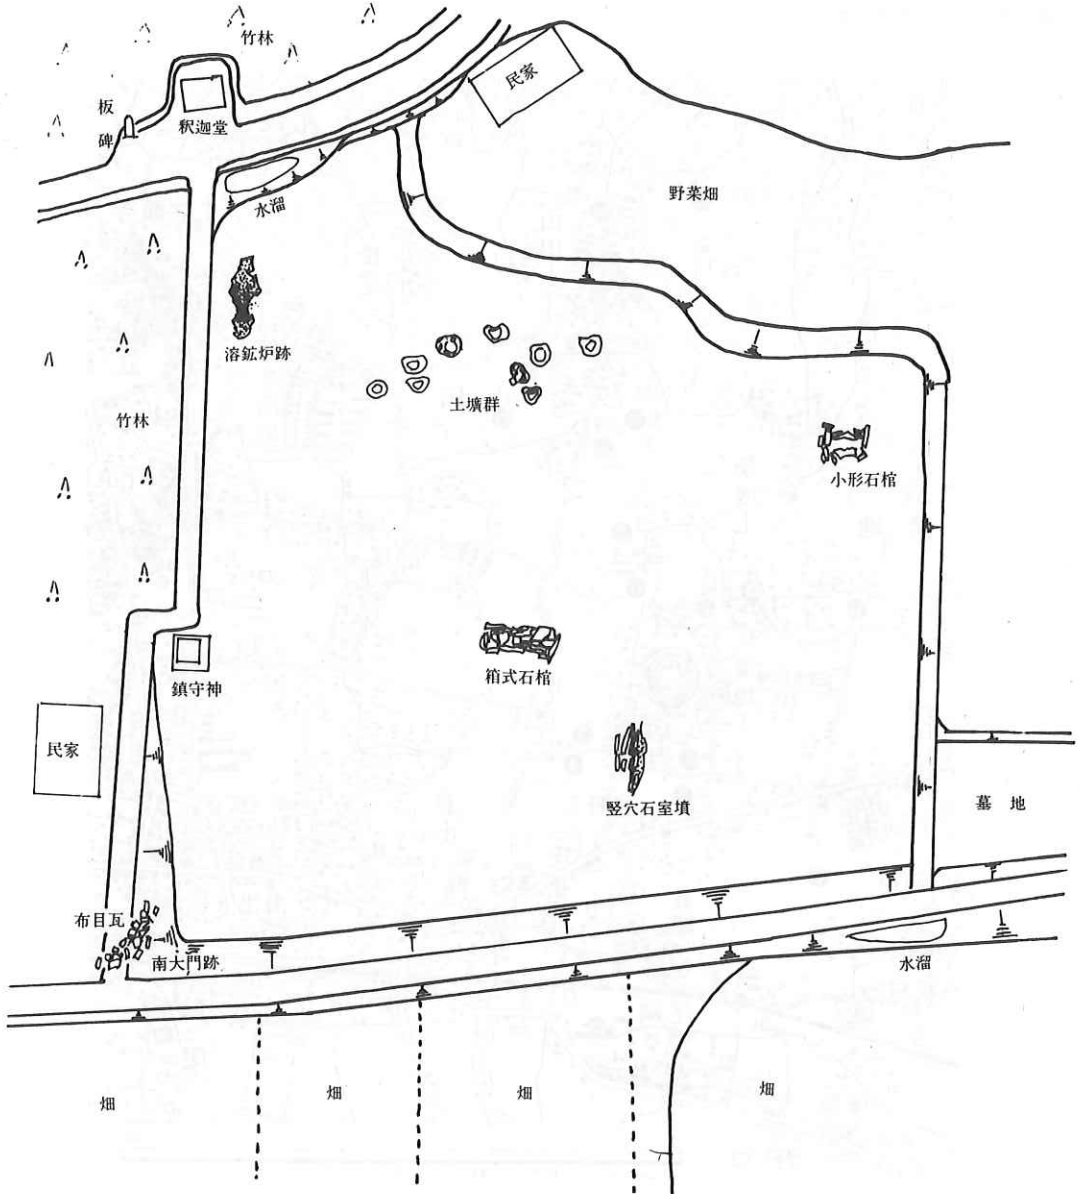 竹林
民家
板碑
釈迦堂
野菜畑
水溜
溶鉱炉跡
土壙群
竹林
小形石棺
箱式石棺
鎮守神
民家
竪穴石室墳
墓地
布目瓦
南大門跡
水溜
畑
畑
畑
畑